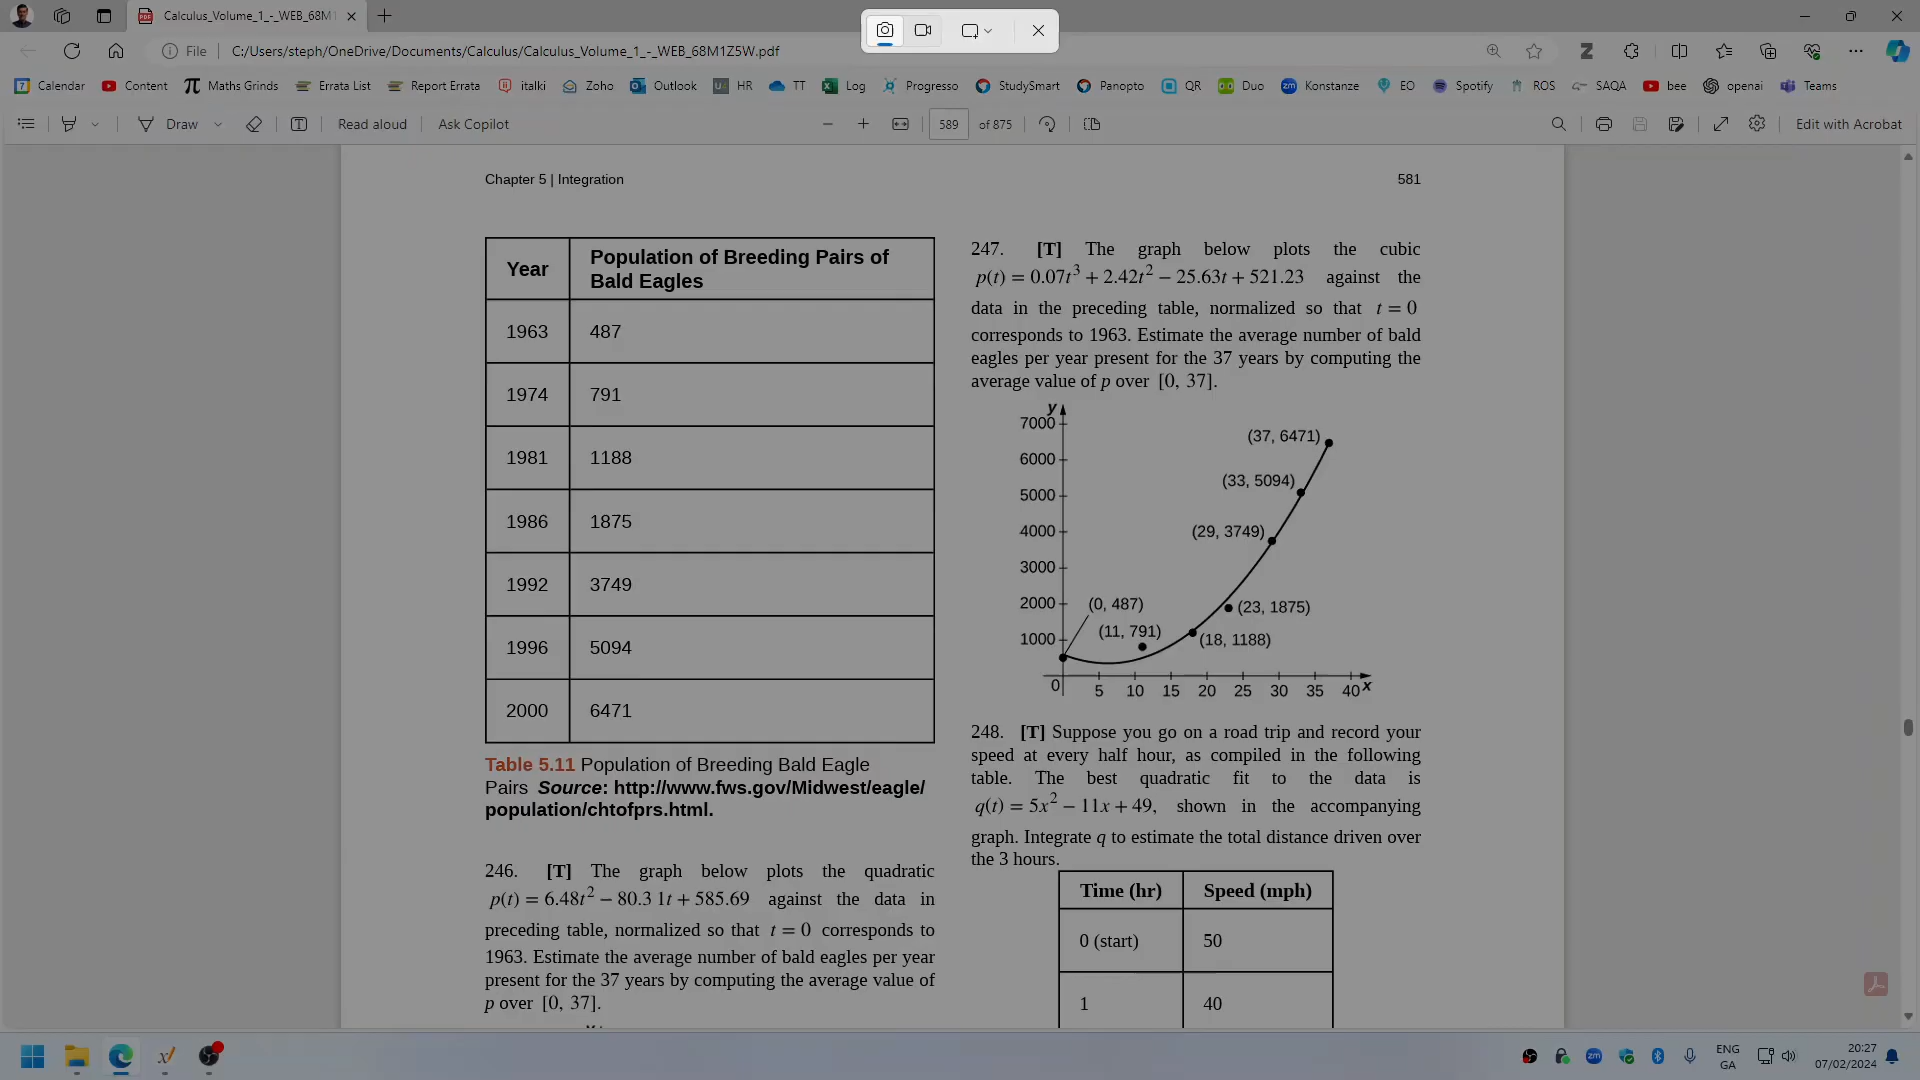 Calculus_Volume_1_-_WEB_68M1
File
C:/Users/steph/OneDrive/Documents/Calculus/Calculus_Volume_1_-_WEB_68M1Z5W.pdf
Calendar Content Maths Grinds Errata List Report Errata italki Zoho Outlook HR TT Log Progresso StudySmart Panopto QR Duo Konstanze EO Spotify ROS SAQA bee openai Teams
Draw Read aloud Ask Copilot 589 of 875 Edit with Acrobat
Chapter 5 | Integration 581
Year Population of Breeding Pairs of
Bald Eagles
1963 487
1974 791
1981 1188
1986 1875
1992 3749
1996 5094
2000 6471
Table 5.11 Population of Breeding Bald Eagle
Pairs Source: http://www.fws.gov/Midwest/eagle/
population/chtofprs.html.
246. [T] The graph below plots the quadratic
p(t) = 6.48t² − 80.3 1t + 585.69 against the data in
preceding table, normalized so that t = 0 corresponds to
1963. Estimate the average number of bald eagles per year
present for the 37 years by computing the average value of
p over [0, 37].
247. [T] The graph below plots the cubic
p(t) = 0.07t³ + 2.42t² − 25.63t + 521.23 against the
data in the preceding table, normalized so that t = 0
corresponds to 1963. Estimate the average number of bald
eagles per year present for the 37 years by computing the
average value of p over [0, 37].
y
7000
(37, 6471)
6000
(33, 5094)
5000
4000
(29, 3749)
3000
2000
(0, 487)
(23, 1875)
1000
(11, 791)
(18, 1188)
0 5 10 15 20 25 30 35 40 x
248. [T] Suppose you go on a road trip and record your
speed at every half hour, as compiled in the following
table. The best quadratic fit to the data is
q(t) = 5x² − 11x + 49, shown in the accompanying
graph. Integrate q to estimate the total distance driven over
the 3 hours.
Time (hr) Speed (mph)
0 (start) 50
1 40
ENG
GA
20:27
07/02/2024